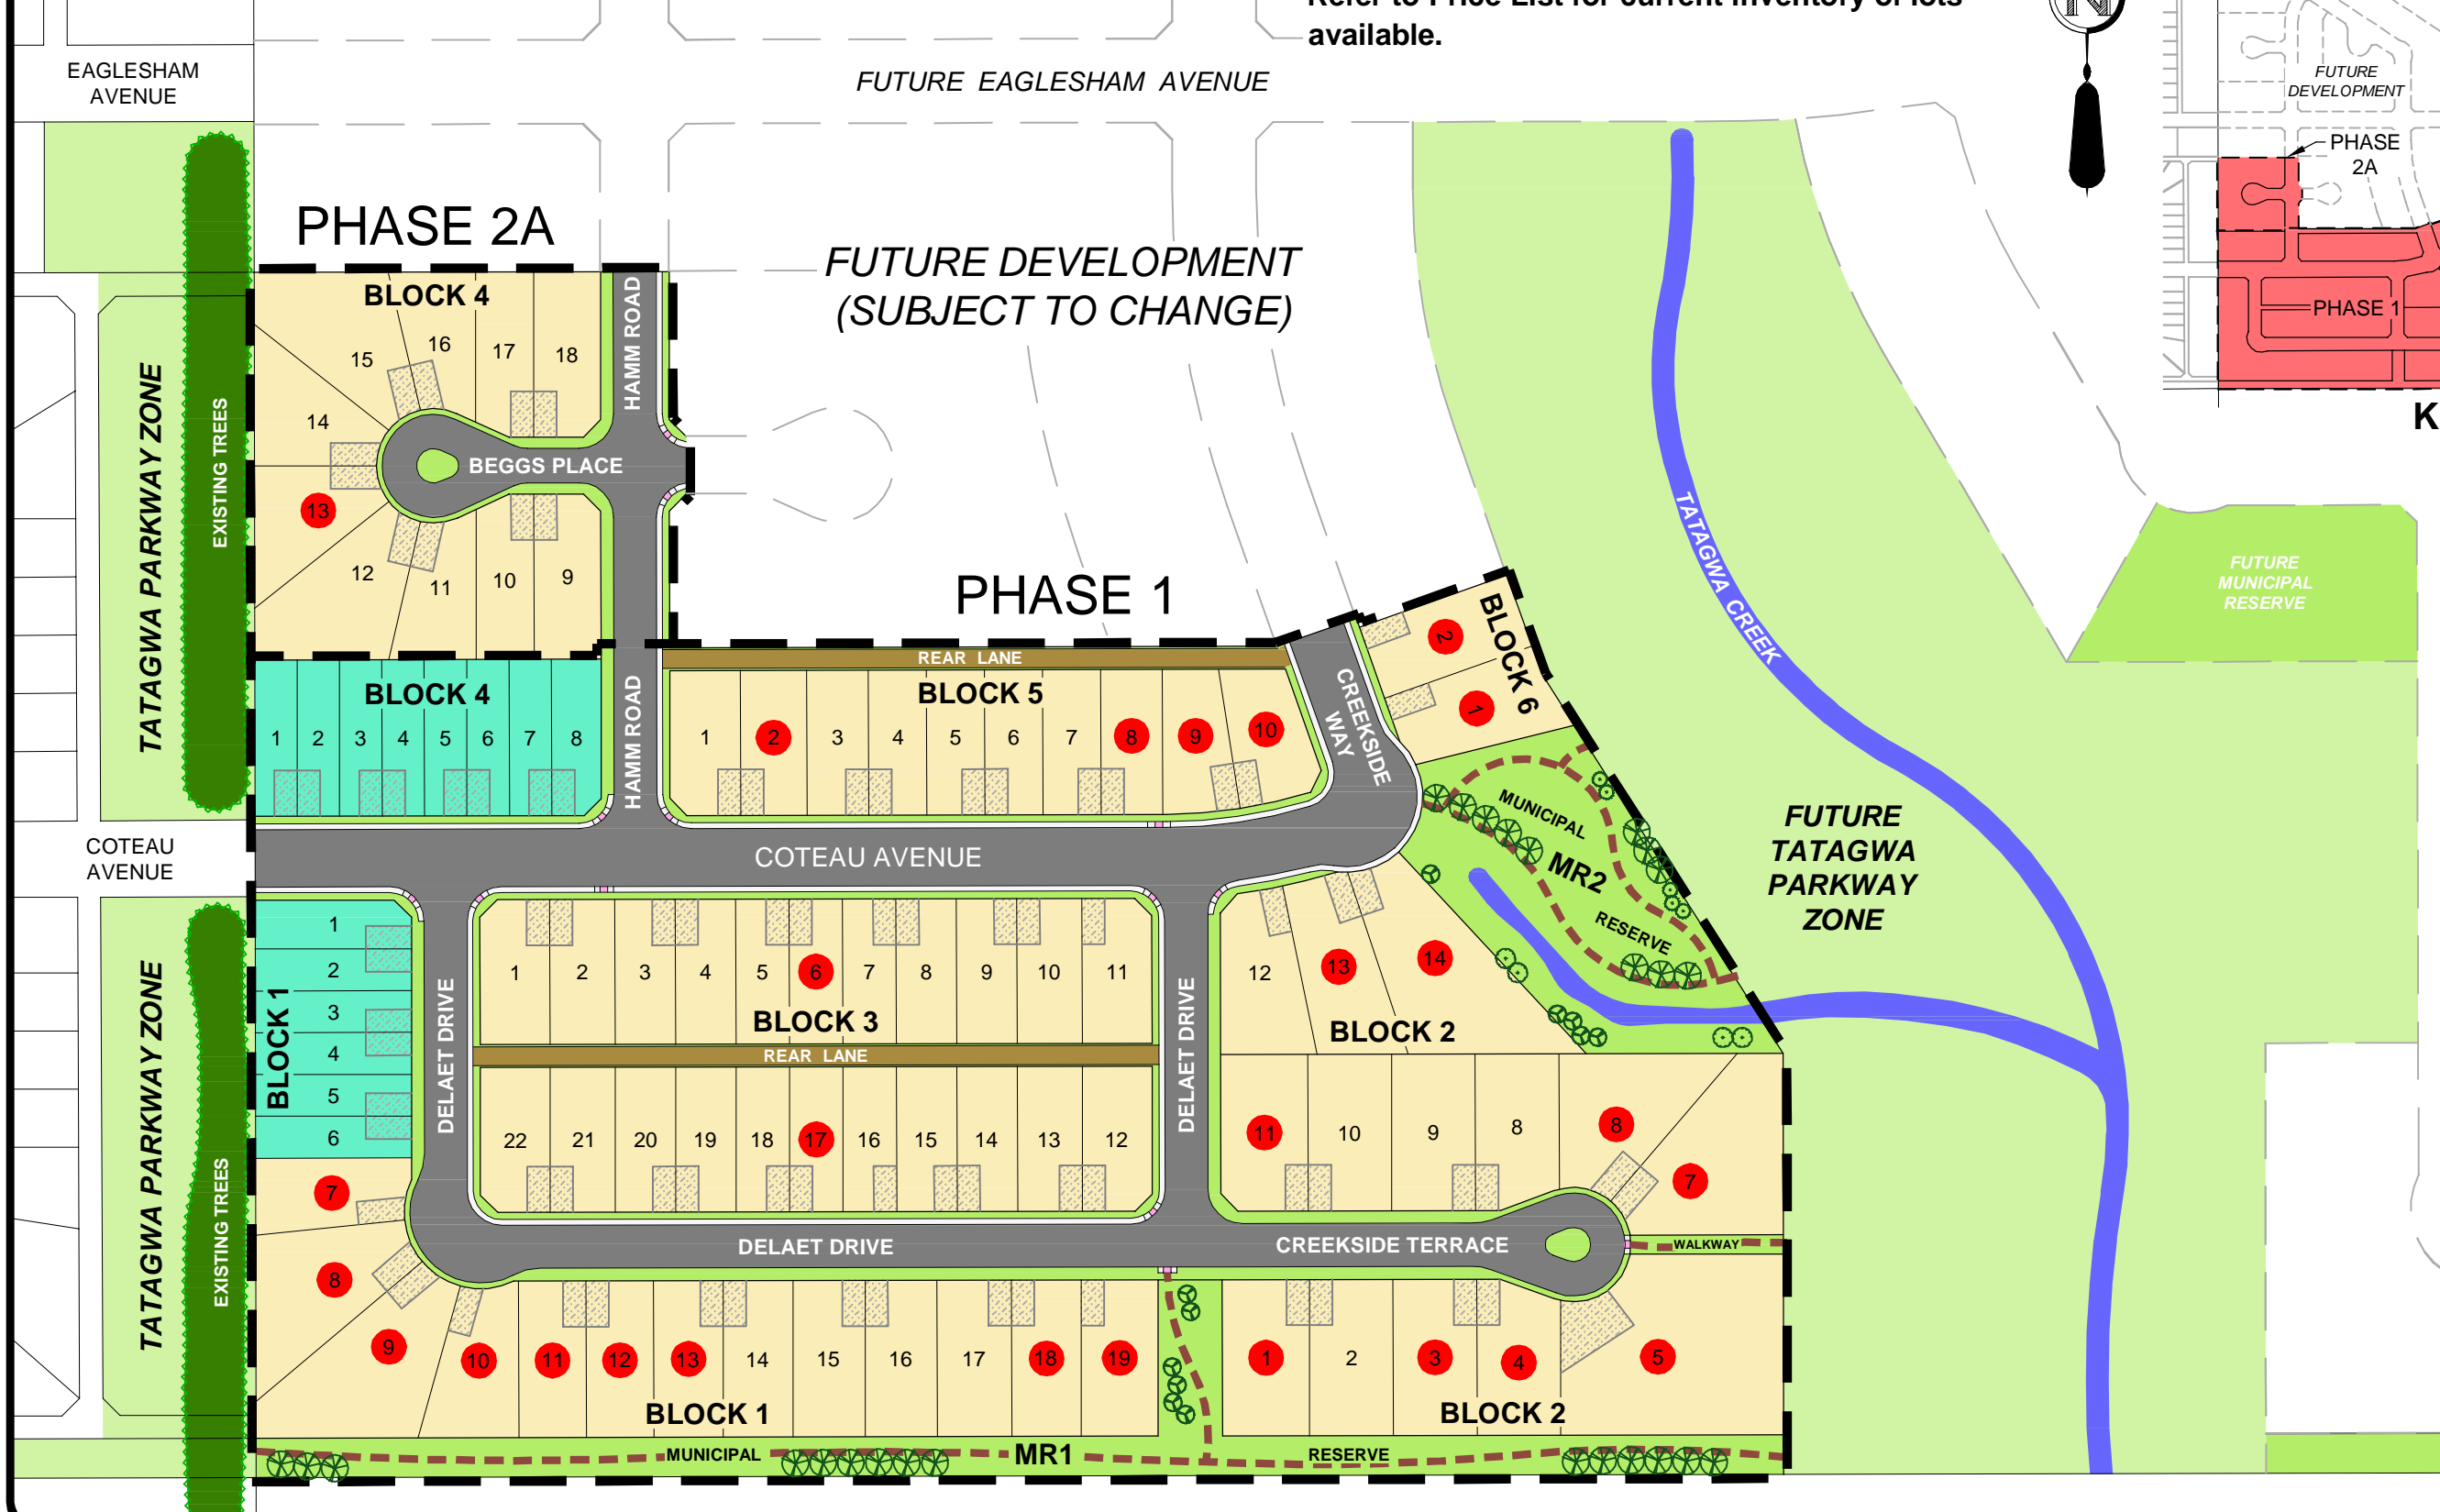 Refer to Price List for current inventory of lots
available.
N
EAGLESHAM
AVENUE
FUTURE EAGLESHAM AVENUE
FUTURE
DEVELOPMENT
PHASE
2A
PHASE 1
K
PHASE 2A
FUTURE DEVELOPMENT
(SUBJECT TO CHANGE)
BLOCK 4
15
16
17
18
14
13
12
11
10
9
HAMM ROAD
BEGGS PLACE
TATAGWA PARKWAY ZONE
EXISTING TREES
TATAGWA CREEK
FUTURE
MUNICIPAL
RESERVE
PHASE 1
REAR LANE
BLOCK 4
1 2 3 4 5 6 7 8
HAMM ROAD
BLOCK 5
1 2 3 4 5 6 7 8 9 10
CREEKSIDE
WAY
BLOCK 6
2
1
MUNICIPAL
MR2
RESERVE
FUTURE
TATAGWA
PARKWAY
ZONE
COTEAU
AVENUE
COTEAU AVENUE
BLOCK 1
1
2
3
4
5
6
7
8
9
DELAET DRIVE
1 2 3 4 5 6 7 8 9 10 11
BLOCK 3
REAR LANE
22 21 20 19 18 17 16 15 14 13 12
DELAET DRIVE
12 13 14
BLOCK 2
11 10 9 8 8 7
TATAGWA PARKWAY ZONE
EXISTING TREES
DELAET DRIVE
CREEKSIDE TERRACE
WALKWAY
10 11 12 13 14 15 16 17 18 19
BLOCK 1
1 2 3 4 5
BLOCK 2
MUNICIPAL
MR1
RESERVE